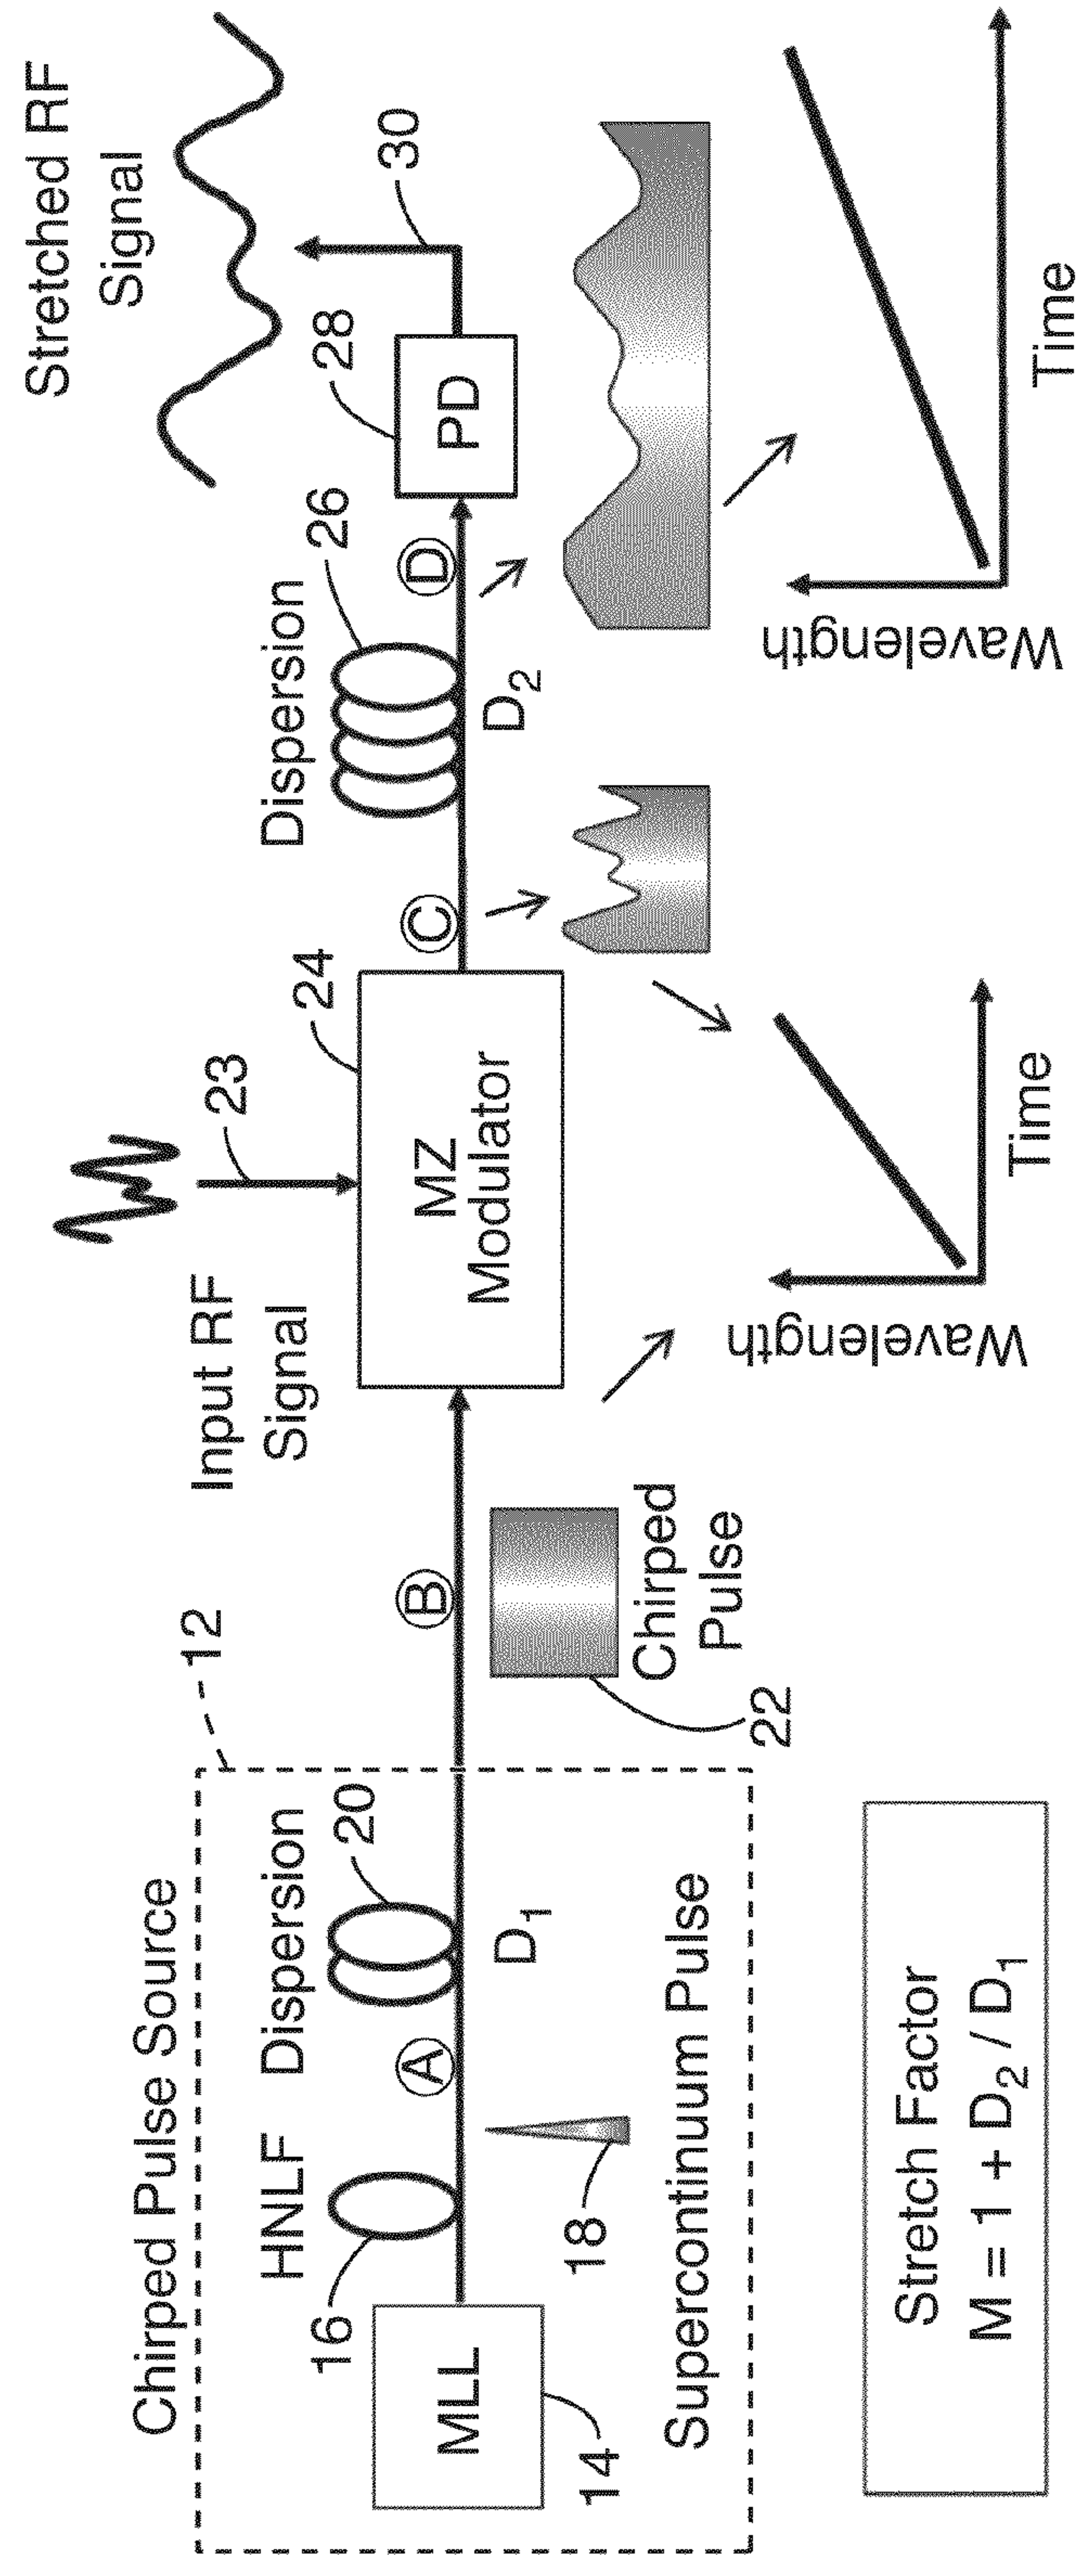 Chirped Pulse Source
12
HNLF
Dispersion
16
20
A
MLL
14
D1
18
Supercontinuum Pulse
B
Chirped
Pulse
22
Input RF
Signal
23
24
MZ
Modulator
C
Dispersion
26
D2
D
28
PD
30
Stretched RF
Signal
Wavelength
Time
Wavelength
Time
Stretch Factor
M = 1 + D2 / D1